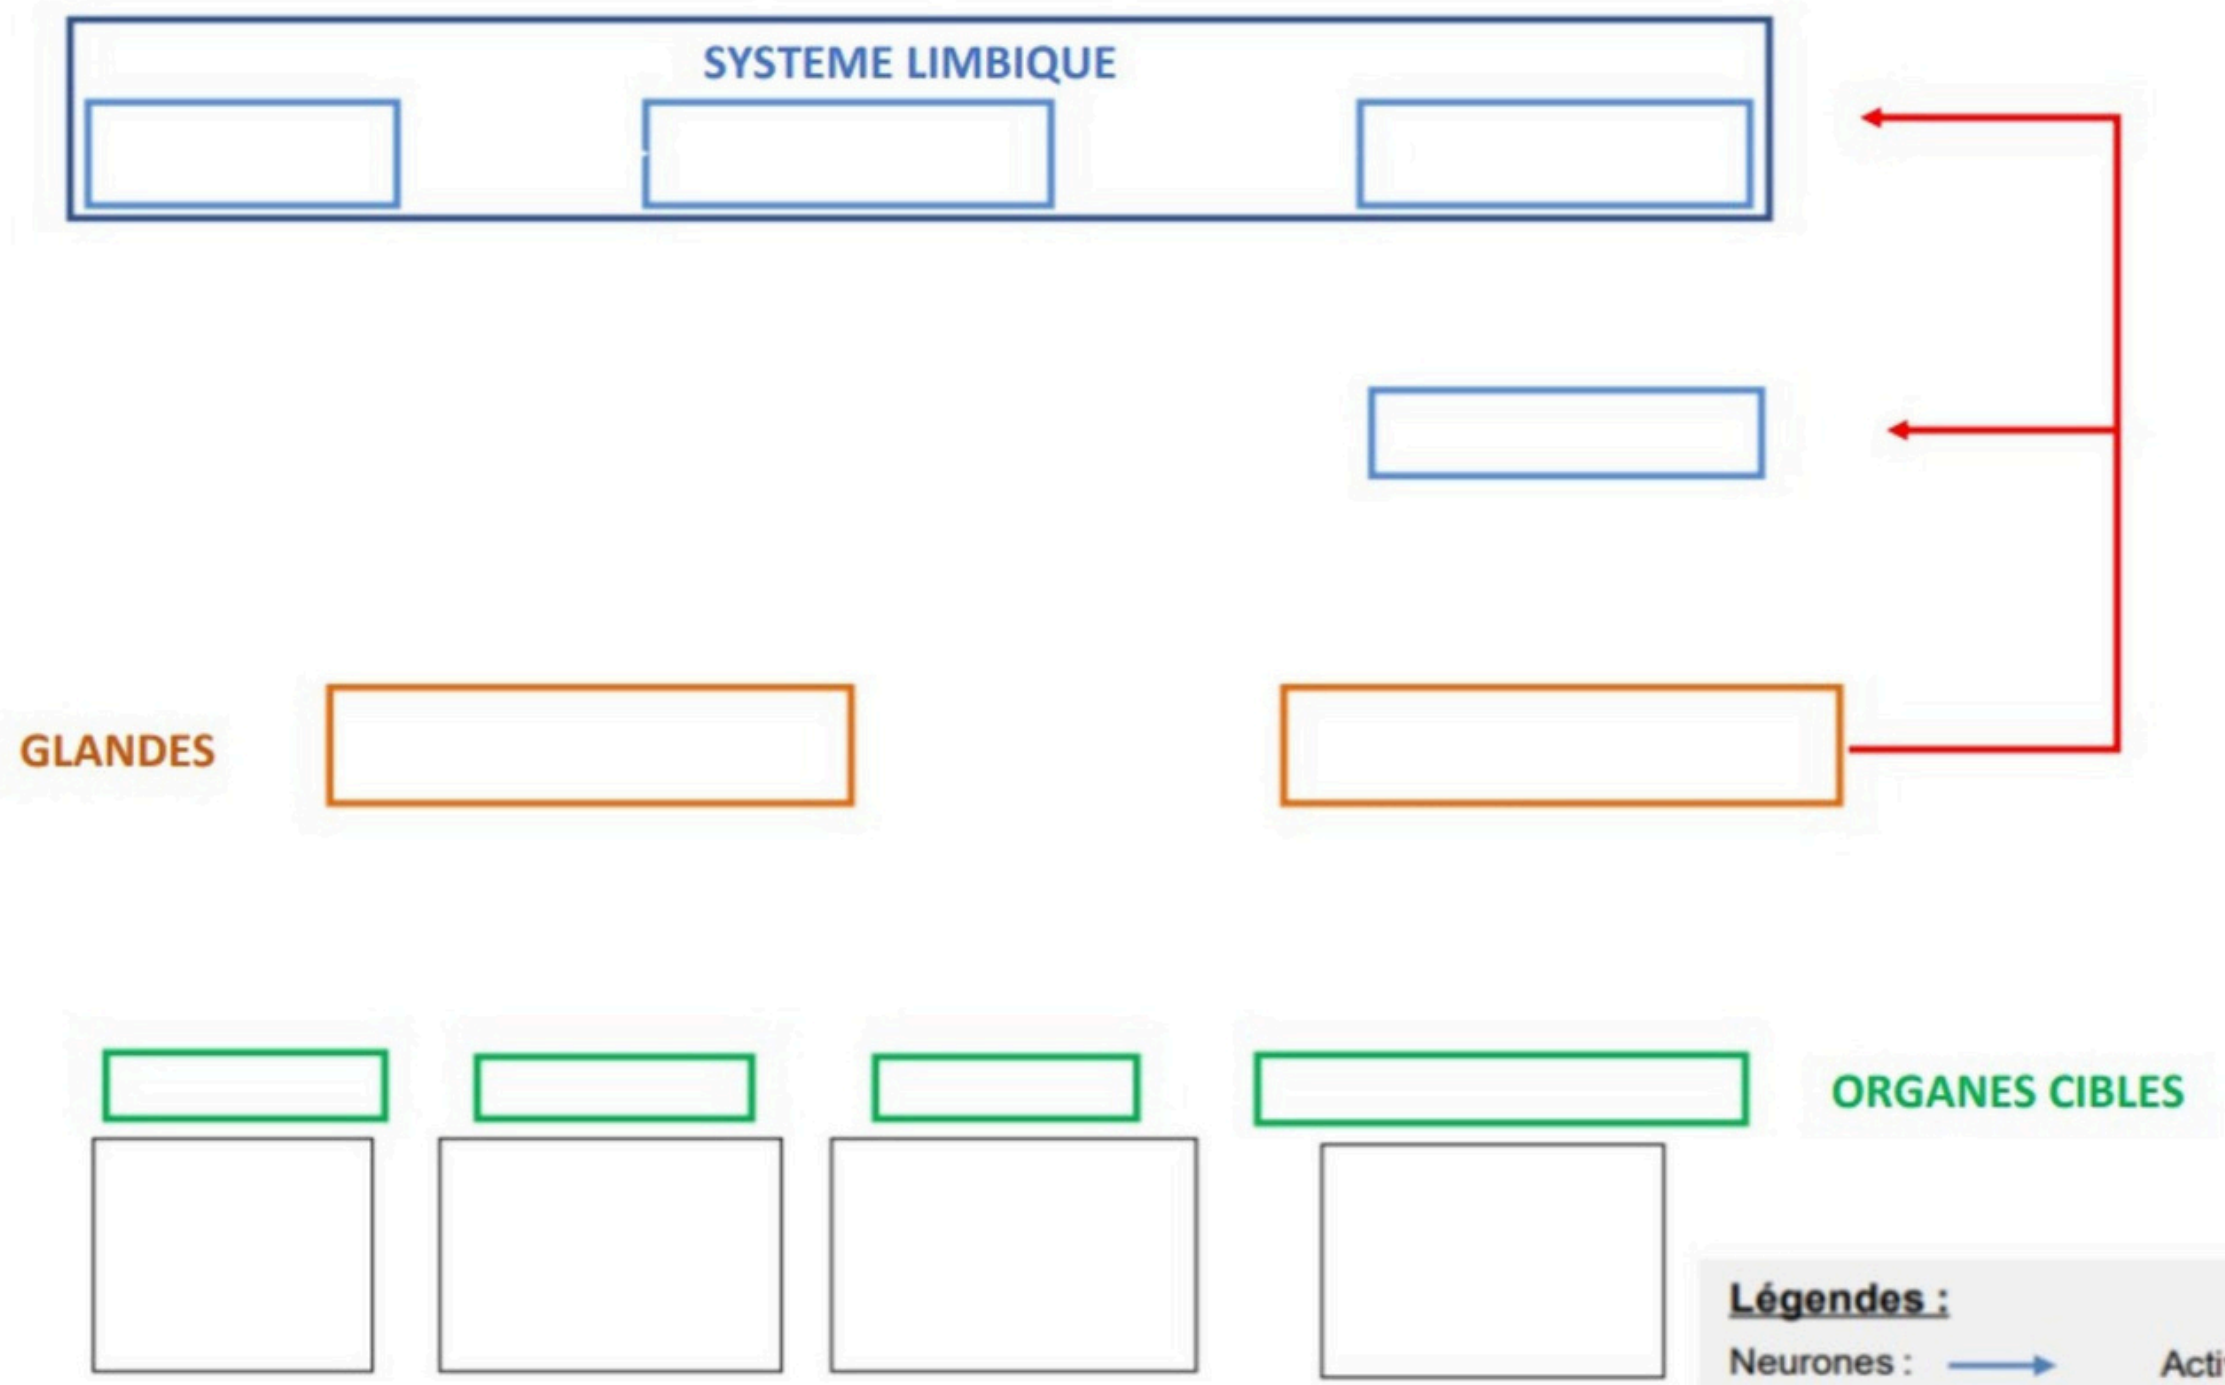 SYSTEME LIMBIQUE
GLANDES
ORGANES CIBLES
Légendes :
Neurones :